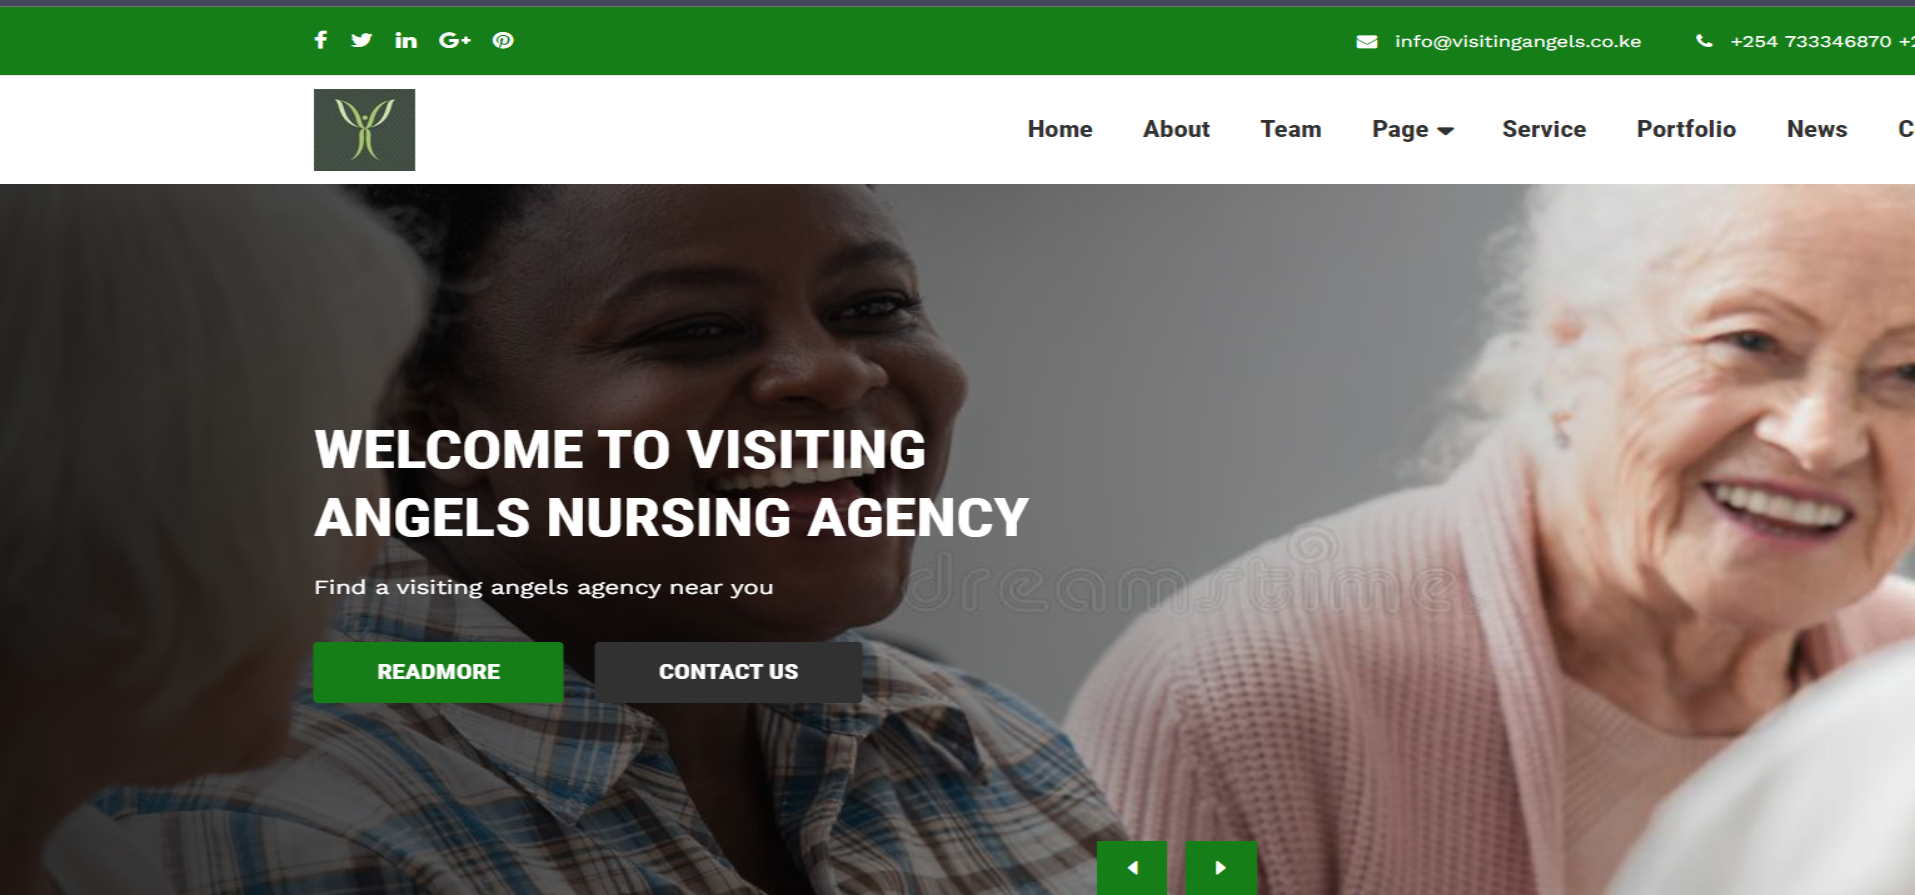 info@visitingangels.co.ke +254 733346870
Home About Team Page Service Portfolio News
WELCOME TO VISITING
ANGELS NURSING AGENCY
Find a visiting angels agency near you
dreamstime
READMORE CONTACT US